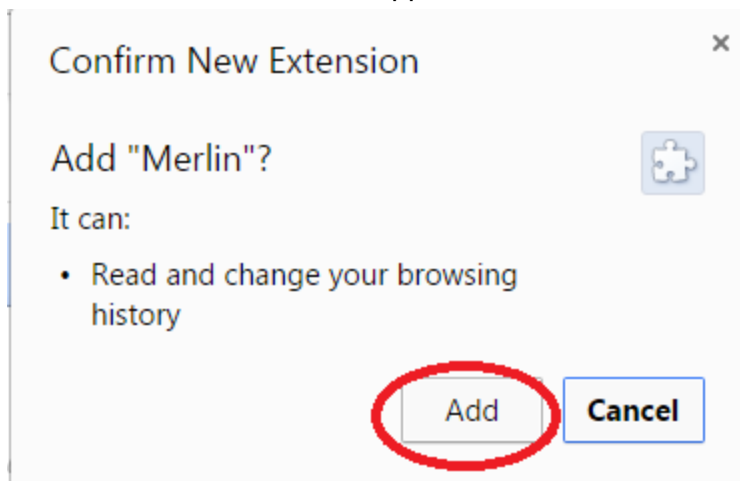 Confirm New Extension
×
Add "Merlin"?
It can:
• Read and change your browsing
history
Add
Cancel